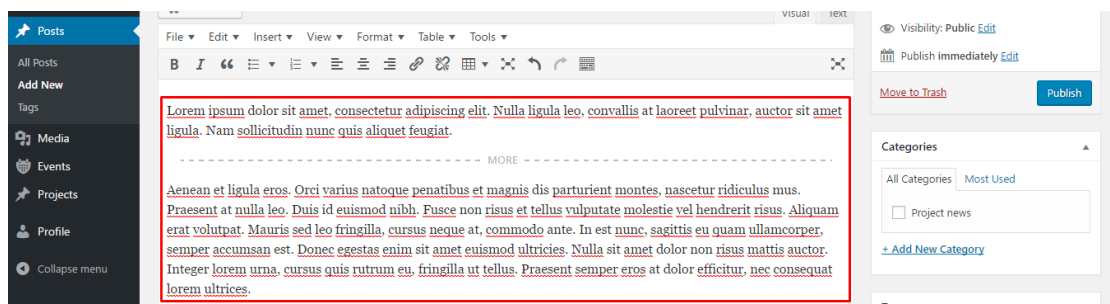 Posts
All Posts
Add New
Tags
Media
Events
Projects
Profile
Collapse menu
Visual Text
File Edit Insert View Format Table Tools
Lorem ipsum dolor sit amet, consectetur adipiscing elit. Nulla ligula leo, convallis at laoreet pulvinar, auctor sit amet
ligula. Nam sollicitudin nunc quis aliquet feugiat.
MORE
Aenean et ligula eros. Orci varius natoque penatibus et magnis dis parturient montes, nascetur ridiculus mus.
Praesent at nulla leo. Duis id euismod nibh. Fusce non risus et tellus vulputate molestie vel hendrerit risus. Aliquam
erat volutpat. Mauris sed leo fringilla, cursus neque at, commodo ante. In est nunc, sagittis eu quam ullamcorper,
semper accumsan est. Donec egestas enim sit amet euismod ultricies. Nulla sit amet dolor non risus mattis auctor.
Integer lorem urna, cursus quis rutrum eu, fringilla ut tellus. Praesent semper eros at dolor efficitur, nec consequat
lorem ultrices.
Visibility: Public Edit
Publish immediately Edit
Move to Trash Publish
Categories
All Categories Most Used
Project news
+ Add New Category